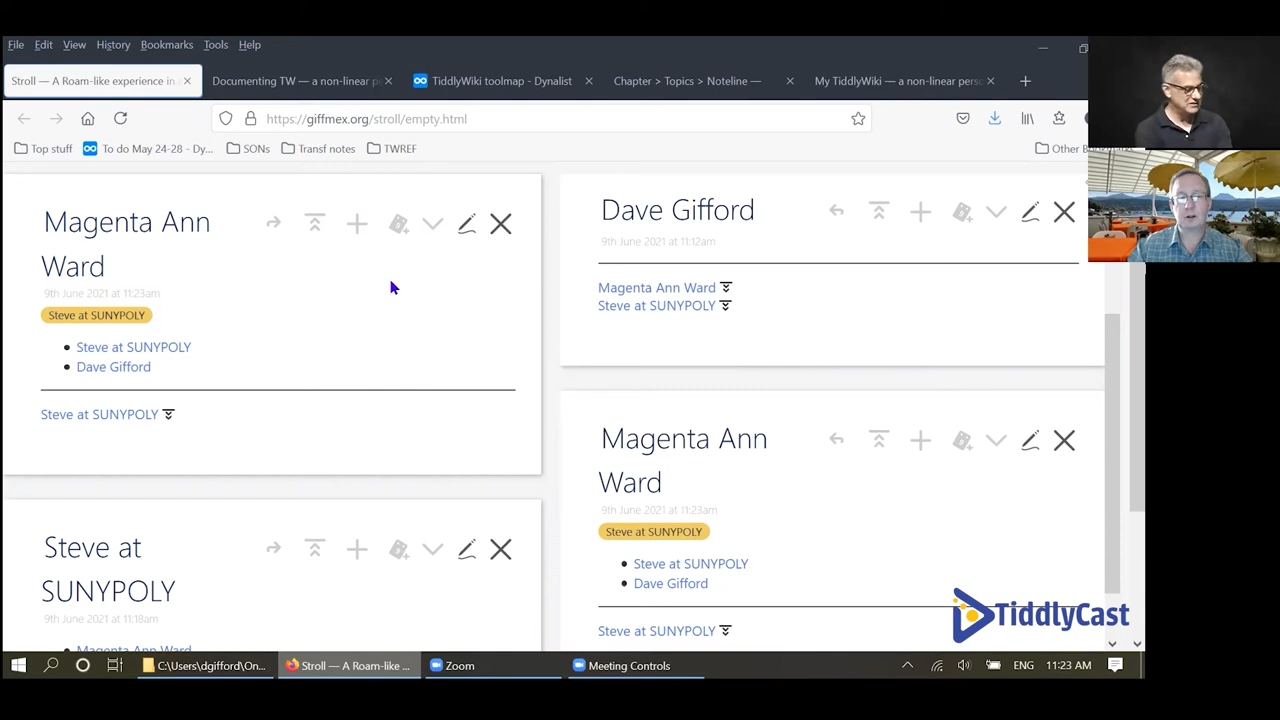 File Edit View History Bookmarks Tools Help
Stroll — A Roam-like experience in
Documenting TW — a non-linear pe
TiddlyWiki toolmap - Dynalist
Chapter > Topics > Noteline —
My TiddlyWiki — a non-linear perso
https://giffmex.org/stroll/empty.html
Top stuff
To do May 24-28 - Dy...
SONs
Transf notes
TWREF
Other
Magenta Ann
Ward
9th June 2021 at 11:23am
Steve at SUNYPOLY
Steve at SUNYPOLY
Dave Gifford
Steve at SUNYPOLY
Steve at
SUNYPOLY
9th June 2021 at 11:18am
Magenta Ann Ward
Dave Gifford
9th June 2021 at 11:12am
Magenta Ann Ward
Steve at SUNYPOLY
Magenta Ann
Ward
9th June 2021 at 11:23am
Steve at SUNYPOLY
Steve at SUNYPOLY
Dave Gifford
Steve at SUNYPOLY
TiddlyCast
C:\Users\dgifford\On...
Stroll — A Roam-like ...
Zoom
Meeting Controls
ENG
11:23 AM